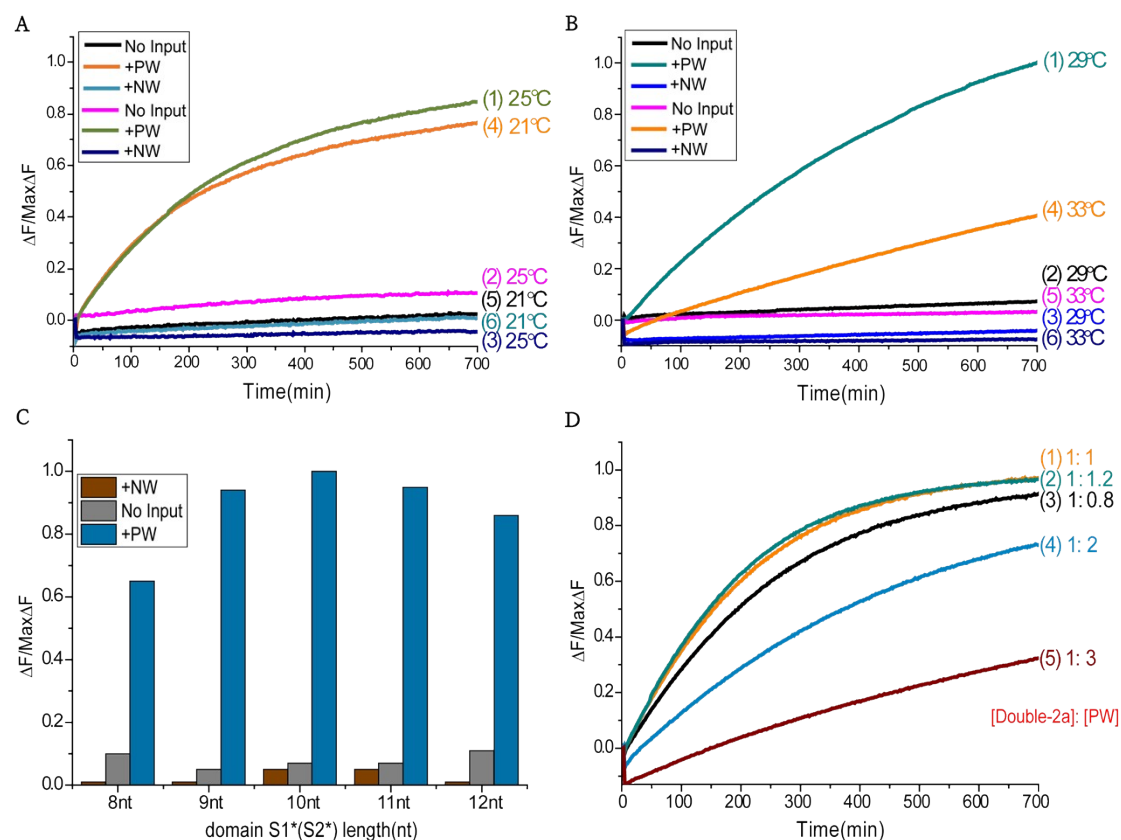 A
No Input
+PW
+NW
No Input
+PW
+NW
1.0
0.8
0.6
0.4
0.2
0.0
ΔF/MaxΔF
0 100 200 300 400 500 600 700
Time(min)
(1) 25°C
(4) 21°C
(2) 25°C
(5) 21°C
(6) 21°C
(3) 25°C
B
No Input
+PW
+NW
No Input
+PW
+NW
1.0
0.8
0.6
0.4
0.2
0.0
ΔF/MaxΔF
0 100 200 300 400 500 600 700
Time(min)
(1) 29°C
(4) 33°C
(2) 29°C
(5) 33°C
(3) 29°C
(6) 33°C
C
+NW
No Input
+PW
1.0
0.8
0.6
0.4
0.2
0.0
ΔF/MaxΔF
8nt 9nt 10nt 11nt 12nt
domain S1*(S2*) length(nt)
D
1.0
0.8
0.6
0.4
0.2
0.0
ΔF/MaxΔF
0 100 200 300 400 500 600 700
Time(min)
(1) 1: 1
(2) 1: 1.2
(3) 1: 0.8
(4) 1: 2
(5) 1: 3
[Double-2a]: [PW]